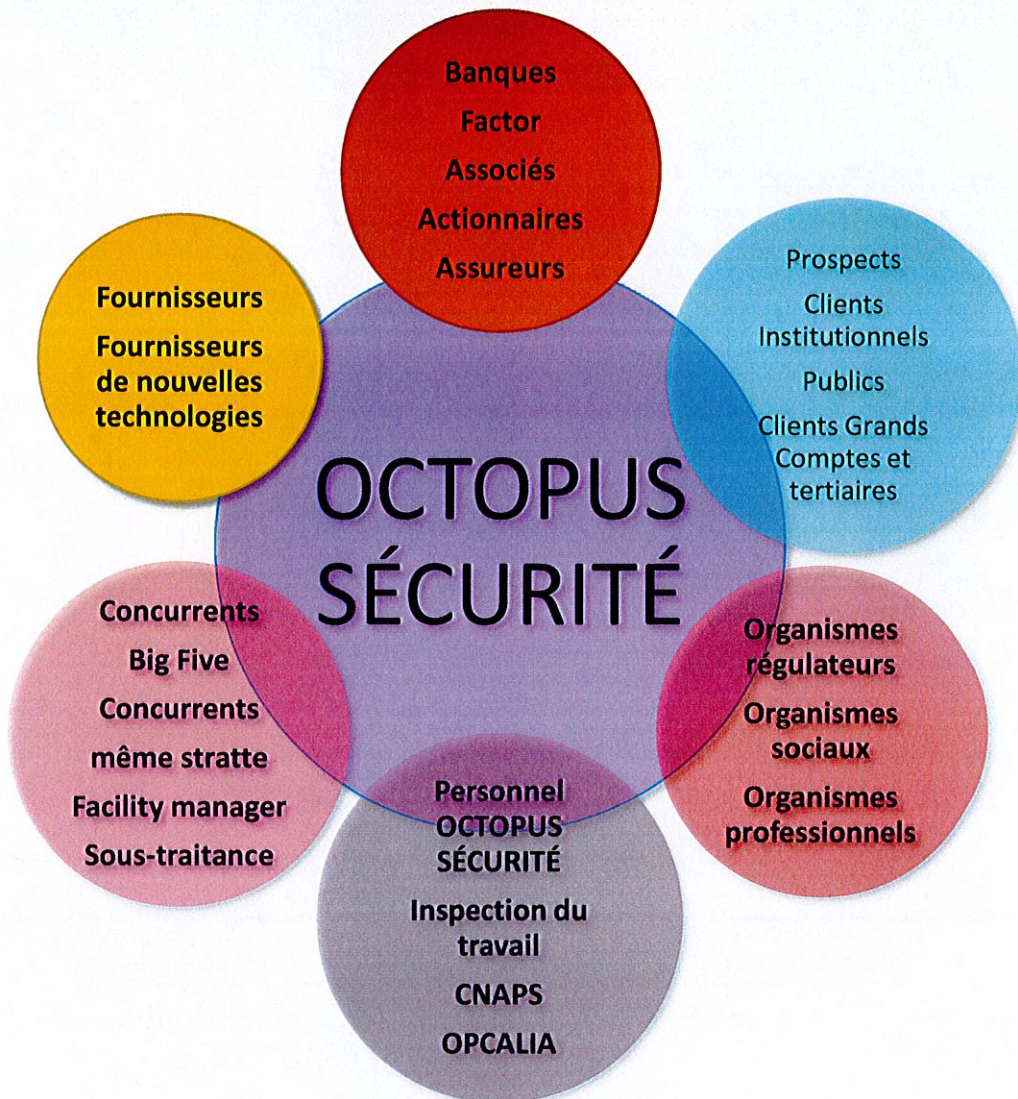 Banques
Factor
Associés
Actionnaires
Assureurs
Prospects
Clients
Institutionnels
Publics
Clients Grands
Comptes et
tertiaires
Fournisseurs
Fournisseurs
de nouvelles
technologies
OCTOPUS
SÉCURITÉ
Concurrents
Big Five
Concurrents
même stratte
Facility manager
Sous-traitance
Organismes
régulateurs
Organismes
sociaux
Organismes
professionnels
Personnel
OCTOPUS
SÉCURITÉ
Inspection du
travail
CNAPS
OPCALIA